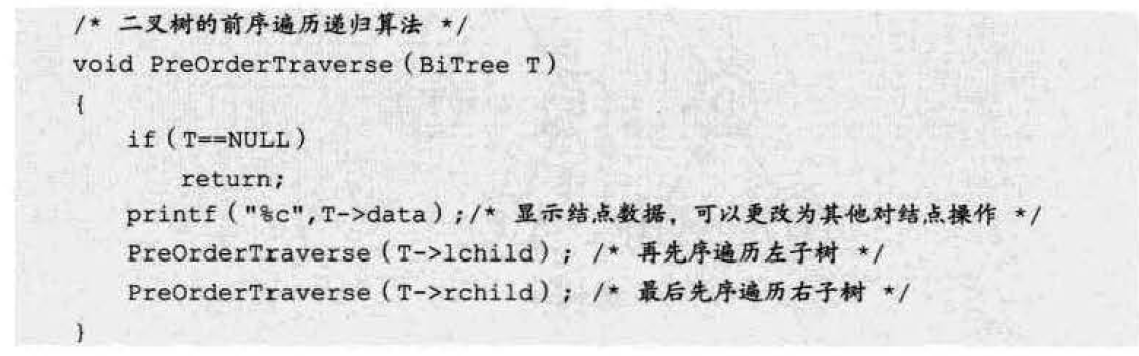 /* 二叉树的前序遍历递归算法 */
void PreOrderTraverse(BiTree T)
{
if(T==NULL)
return;
printf("%c",T->data);/* 显示结点数据，可以更改为其他对结点操作 */
PreOrderTraverse(T->lchild); /* 再先序遍历左子树 */
PreOrderTraverse(T->rchild); /* 最后先序遍历右子树 */
}